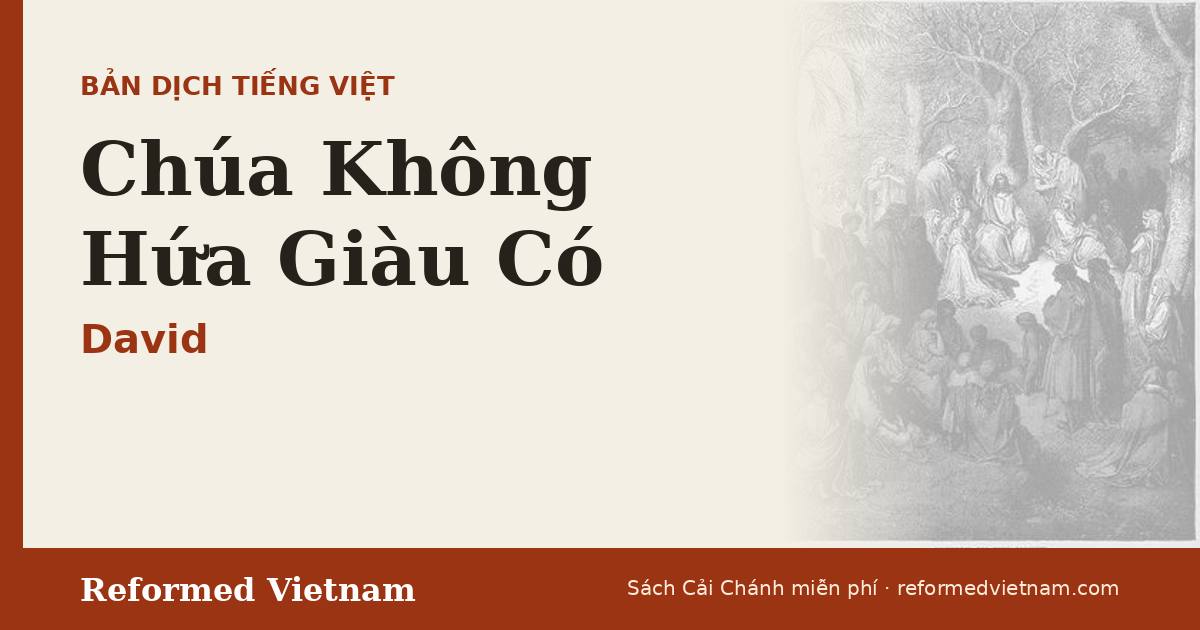 BẢN DỊCH TIẾNG VIỆT
Chúa Không
Hứa Giàu Có
David
Reformed Vietnam
Sách Cải Chánh miễn phí · reformedvietnam.com